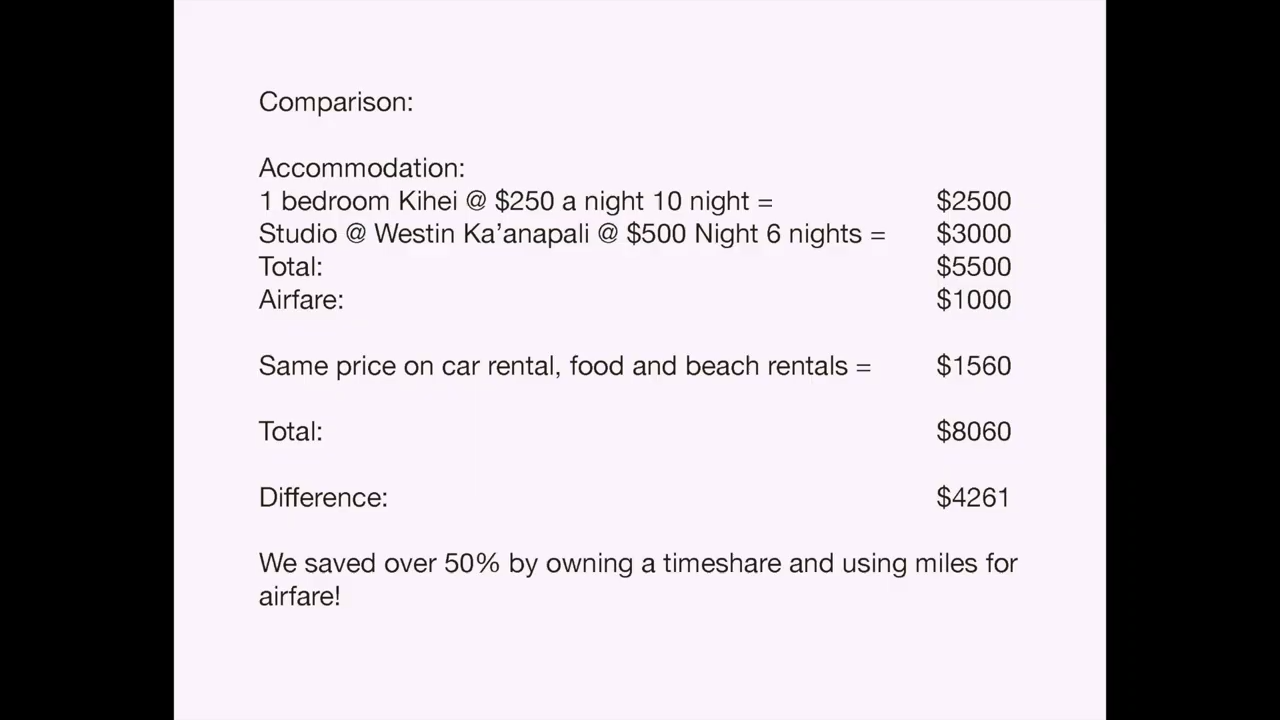 Comparison:
Accommodation:
1 bedroom Kihei @ $250 a night 10 night = $2500
Studio @ Westin Ka’anapali @ $500 Night 6 nights = $3000
Total: $5500
Airfare: $1000
Same price on car rental, food and beach rentals = $1560
Total: $8060
Difference: $4261
We saved over 50% by owning a timeshare and using miles for
airfare!